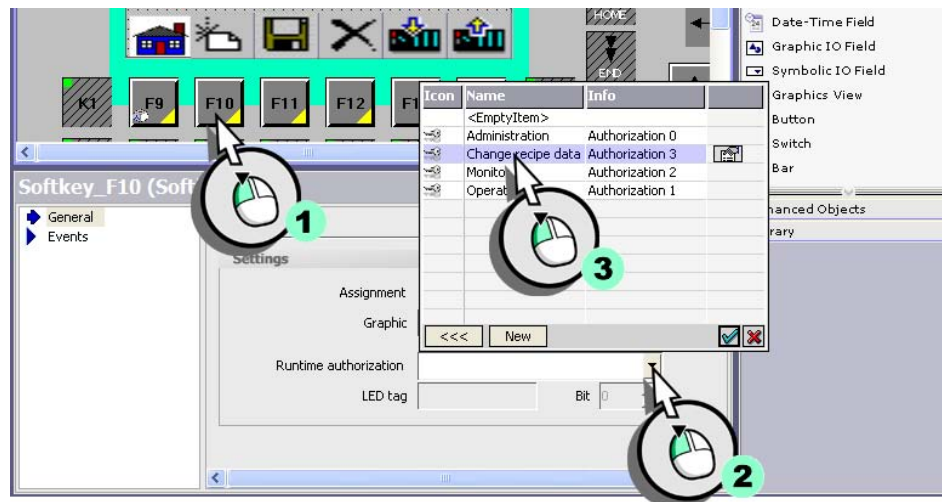 HOME
END
K1
F9
F10
F11
F12
F1
Date-Time Field
Graphic IO Field
Symbolic IO Field
Graphics View
Button
Switch
Bar
Icon Name Info
<EmptyItem>
Administration Authorization 0
Change recipe data Authorization 3
Monito Authorization 2
Operat Authorization 1
<<< New
Softkey_F10 (Soft
General
Events
1
3
Settings
Assignment
Graphic
Runtime authorization
LED tag Bit 0
2
hanced Objects
rary